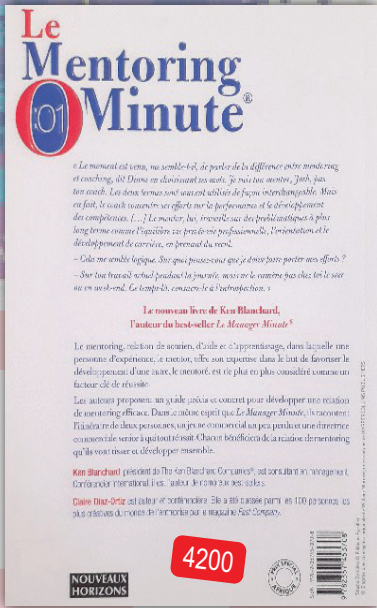 Le
Mentoring
:01 Minute®
« Le moment est venu, me semble-t-il, de parler de la différence entre mentoring
et coaching, dit Diane en choisissant ses mots. Je suis ton mentor, Josh, pas
ton coach. Les deux termes sont souvent utilisés de façon interchangeable. Mais
en fait, le coach concentre ses efforts sur la performance et le développement
des compétences. [...] Le mentor, lui, travaille sur des problématiques à plus
long terme comme l'équilibre vie privée-vie professionnelle, l'orientation et le
développement de carrière, en prenant du recul.
– Cela me semble logique. Sur quoi pensez-vous que je doive faire porter mes efforts ?
– Sur ton travail actuel pendant la journée, mais ne le ramène pas chez toi le soir
ou en week-end. Ce temps-là, consacre-le à l'introspection. »
Le nouveau livre de Ken Blanchard,
l'auteur du best-seller Le Manager Minute®
Le mentoring, relation de soutien, d'aide et d'apprentissage, dans laquelle une
personne d'expérience, le mentor, offre son expertise dans le but de favoriser le
développement d'une autre, le mentoré, est de plus en plus considéré comme un
facteur clé de réussite.
Les auteurs proposent un guide précis et concret pour développer une relation
de mentoring efficace. Dans le même esprit que Le Manager Minute, ils racontent
l'itinéraire de deux personnes, un jeune commercial un peu perdu et une directrice
commerciale senior à qui tout réussit. Chacun bénéficiera de la relation de mentoring
qu'ils vont tisser et développer ensemble.
Ken Blanchard, président de The Ken Blanchard Companies®, est consultant en management.
Conférencier international, il est l'auteur de nombreux best-sellers.
Claire Diaz-Ortiz est auteur et conférencière. Elle a été classée parmi les 100 personnes les
plus créatives du monde de l'entreprise par le magazine Fast Company.
4200
PRIX SPÉCIAL
AFRIQUE
NOUVEAUX
HORIZONS